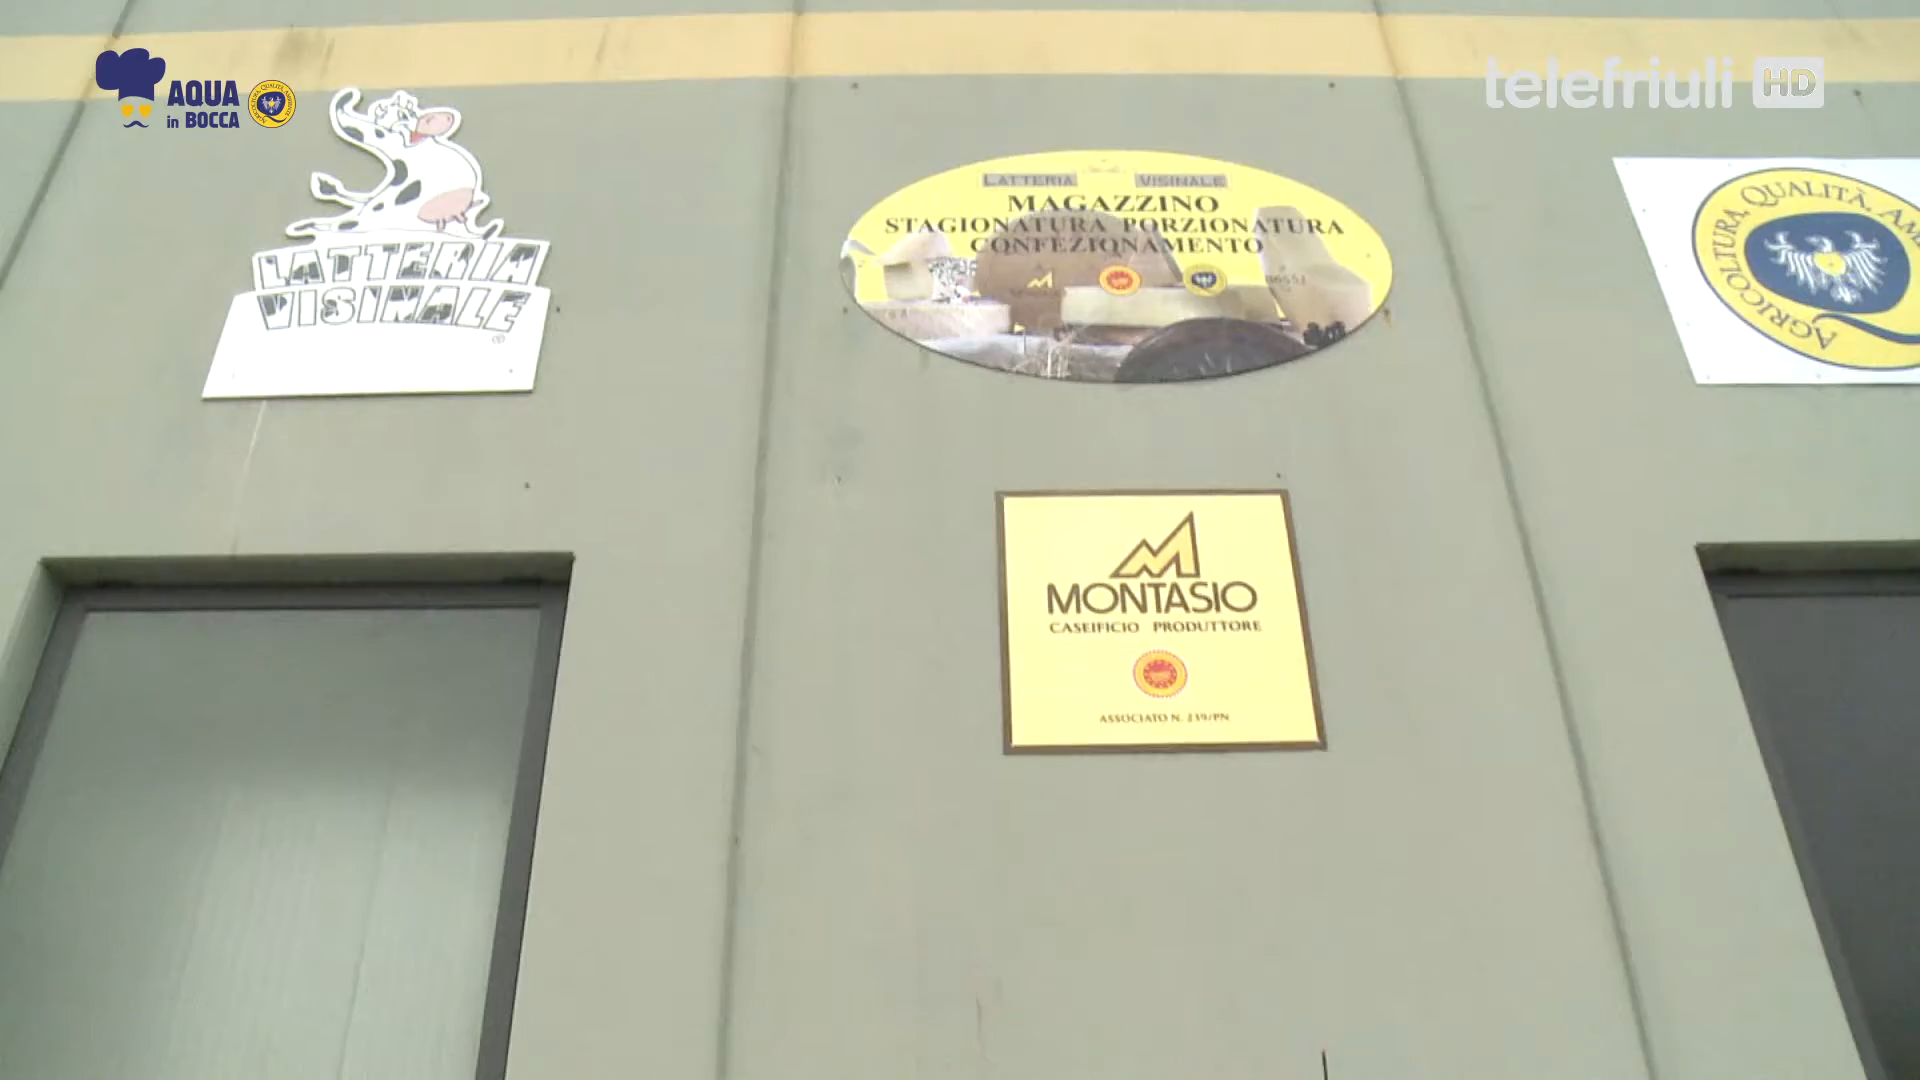 AQUA
in BOCCA
telefriuli HD
LATTERIA
VISINALE
®
LATTERIA VISINALE
MAGAZZINO
STAGIONATURA PORZIONATURA
CONFEZIONAMENTO
AGRICOLTURA, QUALITÀ,
MONTASIO
CASEIFICIO PRODUTTORE
ASSOCIATO N. 239/PN